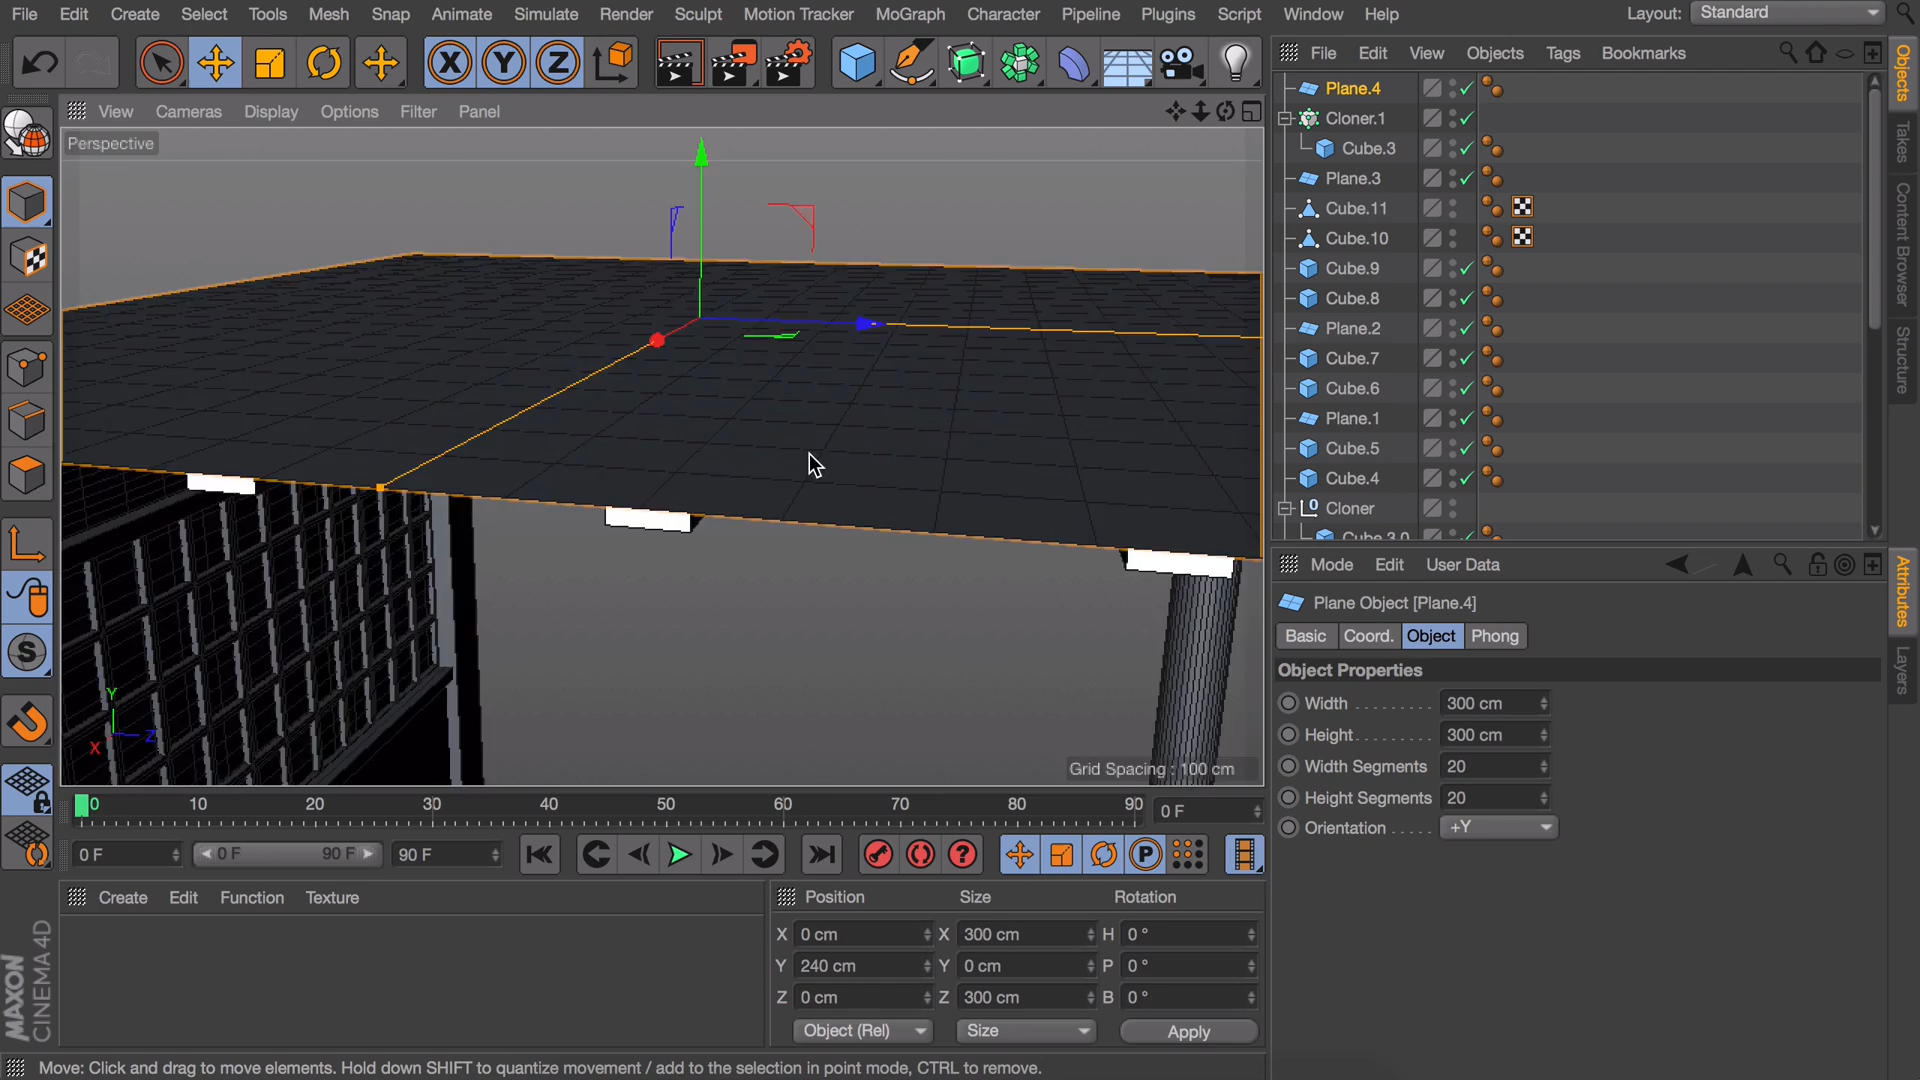 File Edit Create Select Tools Mesh Snap Animate Simulate Render Sculpt Motion Tracker MoGraph Character Pipeline Plugins Script Window Help Layout: Standard
X Y Z
File Edit View Objects Tags Bookmarks
View Cameras Display Options Filter Panel
Perspective
Plane.4
Cloner.1
Cube.3
Plane.3
Cube.11
Cube.10
Cube.9
Cube.8
Plane.2
Cube.7
Cube.6
Plane.1
Cube.5
Cube.4
Cloner
Cube.3.0
Objects
Takes
Content Browser
Structure
Mode Edit User Data
Plane Object [Plane.4]
Basic Coord. Object Phong
Object Properties
Width 300 cm
Height 300 cm
Width Segments 20
Height Segments 20
Orientation +Y
Attributes
Layers
Y
X Z
Grid Spacing : 100 cm
0 10 20 30 40 50 60 70 80 90 0 F
0 F 0 F 90 F 90 F
Create Edit Function Texture
Position Size Rotation
X 0 cm X 300 cm H 0 °
Y 240 cm Y 0 cm P 0 °
Z 0 cm Z 300 cm B 0 °
Object (Rel) Size Apply
MAXON
CINEMA 4D
Move: Click and drag to move elements. Hold down SHIFT to quantize movement / add to the selection in point mode, CTRL to remove.